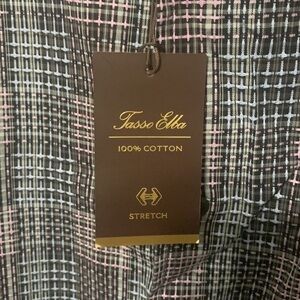 Tasso Elba
100% COTTON
STRETCH